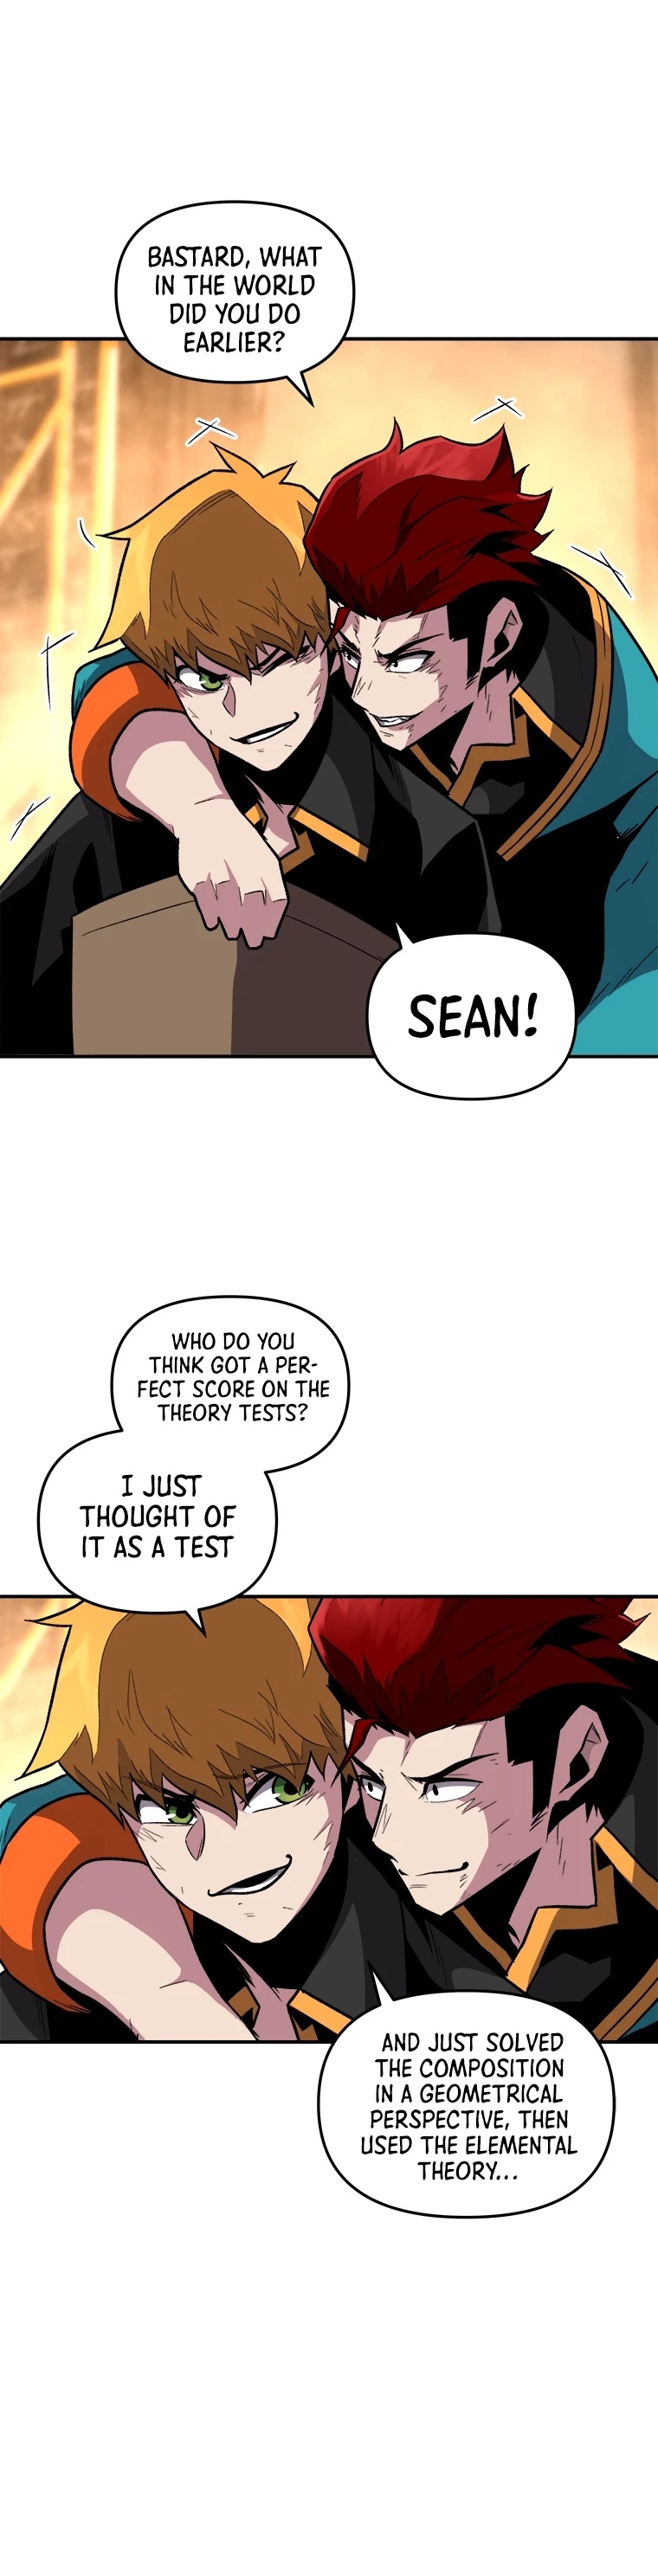 BASTARD, WHAT
IN THE WORLD
DID YOU DO
EARLIER?
SEAN!
WHO DO YOU
THINK GOT A PER-
FECT SCORE ON THE
THEORY TESTS?
I JUST
THOUGHT OF
IT AS A TEST
AND JUST SOLVED
THE COMPOSITION
IN A GEOMETRICAL
PERSPECTIVE, THEN
USED THE ELEMENTAL
THEORY...